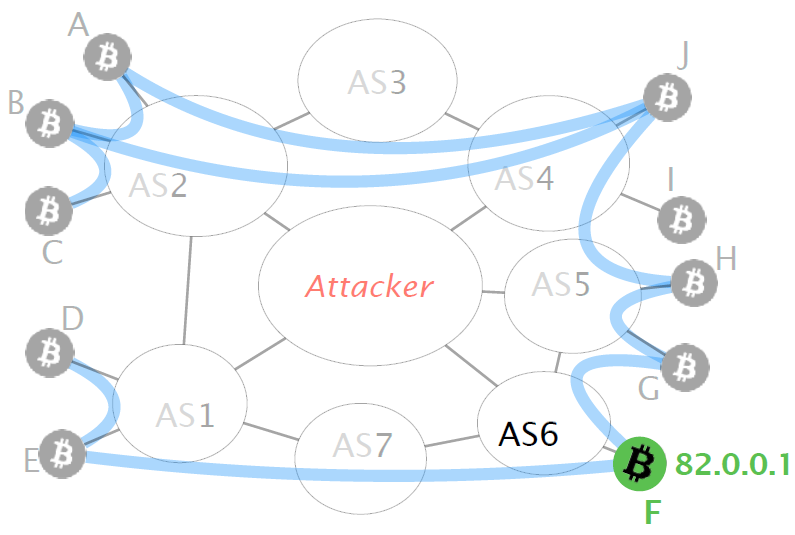 A
AS3
J
B
AS2
AS4
I
C
Attacker
AS5
H
D
G
AS1
AS7
AS6
E
82.0.0.1
F